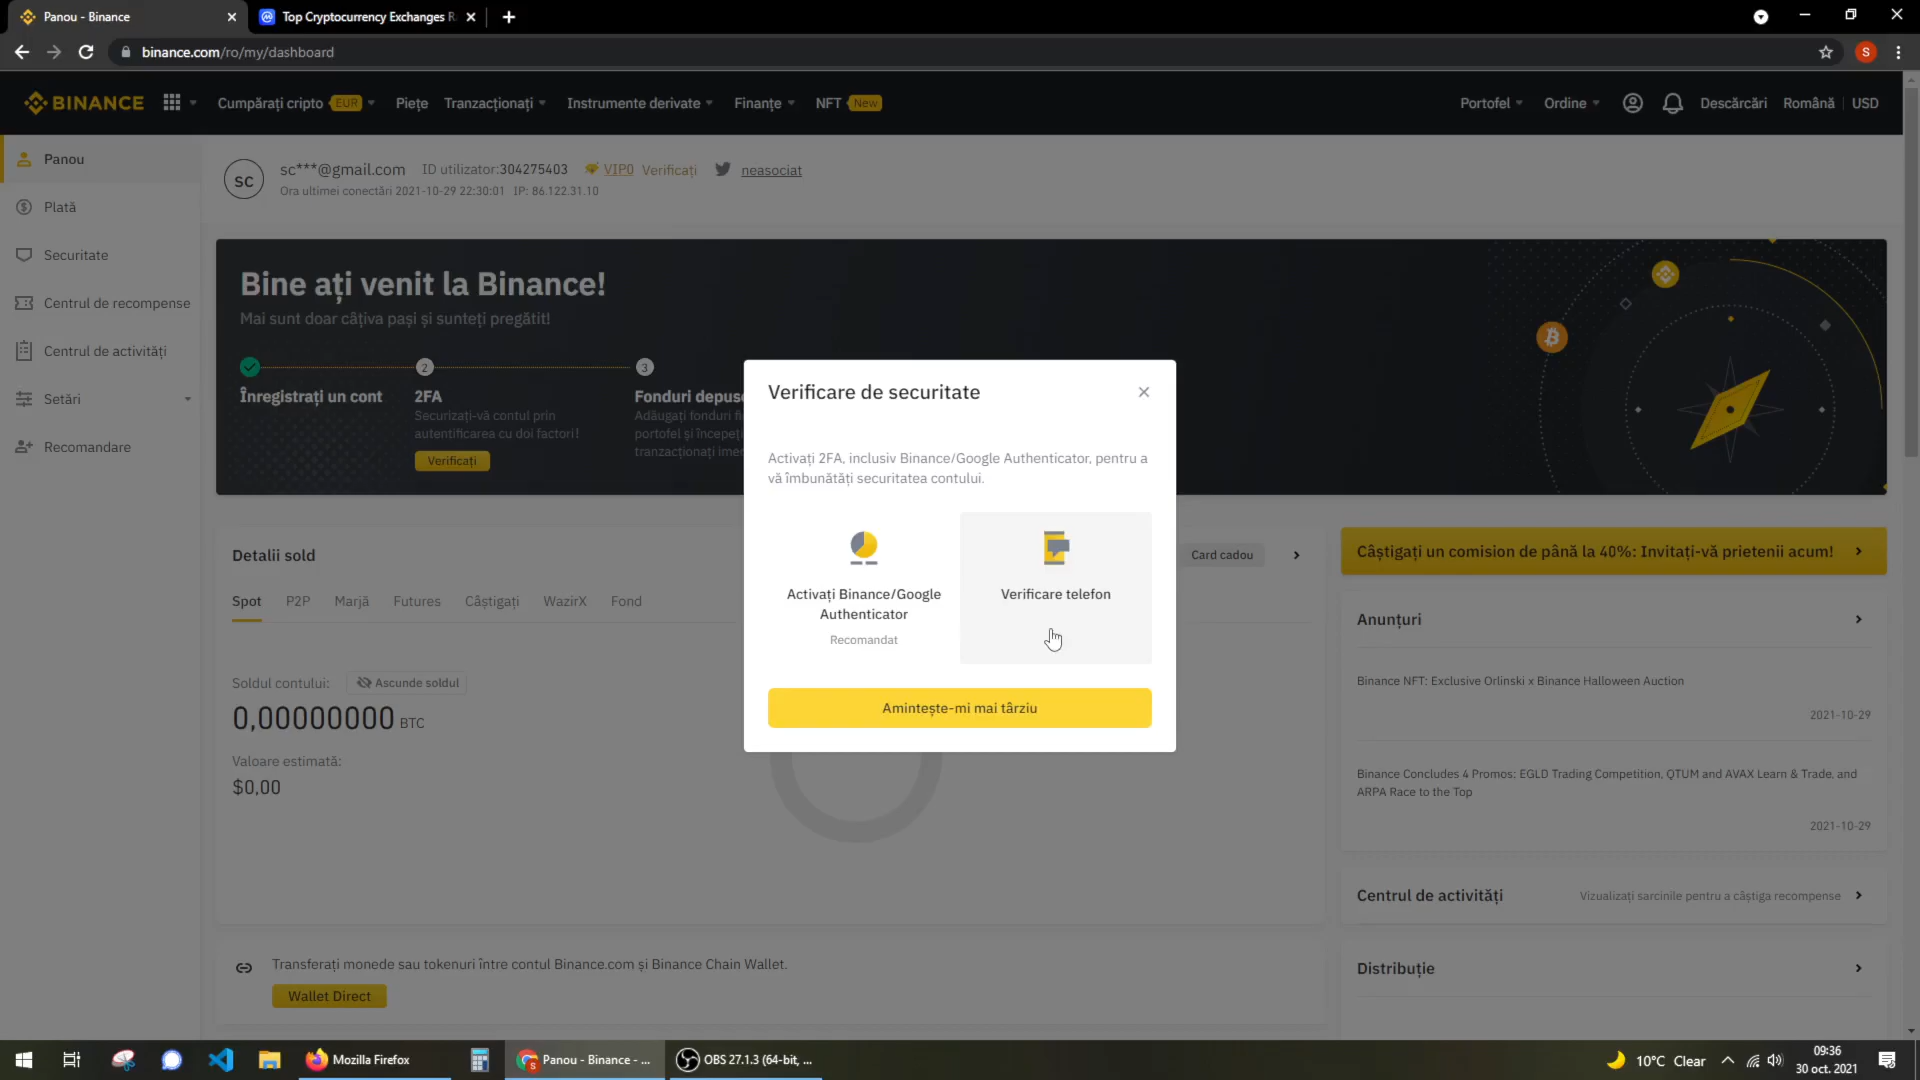 Panou - Binance
Top Cryptocurrency Exchanges R
S
binance.com/ro/my/dashboard
BINANCE
Cumpărați cripto EUR
Piețe
Tranzacționați
Instrumente derivate
Finanțe
NFT New
Portofel
Ordine
Descărcări
Română
USD
Panou
Plată
Securitate
Centrul de recompense
Centrul de activități
Setări
Recomandare
SC
sc***@gmail.com ID utilizator:304275403 VIP0 Verificați neasociat
Ora ultimei conectări 2021-10-29 22:30:01 IP: 86.122.31.10
Bine ați venit la Binance!
Mai sunt doar câțiva pași și sunteți pregătit!
2
3
Înregistrați un cont
2FA
Securizați-vă contul prin
autentificarea cu doi factori!
Verificați
Fonduri depuse
Adăugați fonduri
portofel și începeți
Verificare de securitate
Activați 2FA, inclusiv Binance/Google Authenticator, pentru a
vă îmbunătăți securitatea contului.
Activați Binance/Google
Authenticator
Recomandat
Verificare telefon
Amintește-mi mai târziu
Detalii sold
Card cadou
Spot P2P Marjă Futures Câștigați WazirX Fond
Soldul contului: Ascunde soldul
0,00000000 BTC
Valoare estimată:
$0,00
Transferați monede sau tokenuri între contul Binance.com și Binance Chain Wallet.
Wallet Direct
Câștigați un comision de până la 40%: Invitați-vă prietenii acum!
Anunțuri
Binance NFT: Exclusive Orlinski x Binance Halloween Auction
2021-10-29
Binance Concludes 4 Promos: EGLD Trading Competition, QTUM and AVAX Learn & Trade, and
ARPA Race to the Top
2021-10-29
Centrul de activități
Vizualizați sarcinile pentru a câștiga recompense
Distribuție
Mozilla Firefox
Panou - Binance - ...
OBS 27.1.3 (64-bit, ...
10°C Clear
09:36
30 oct. 2021